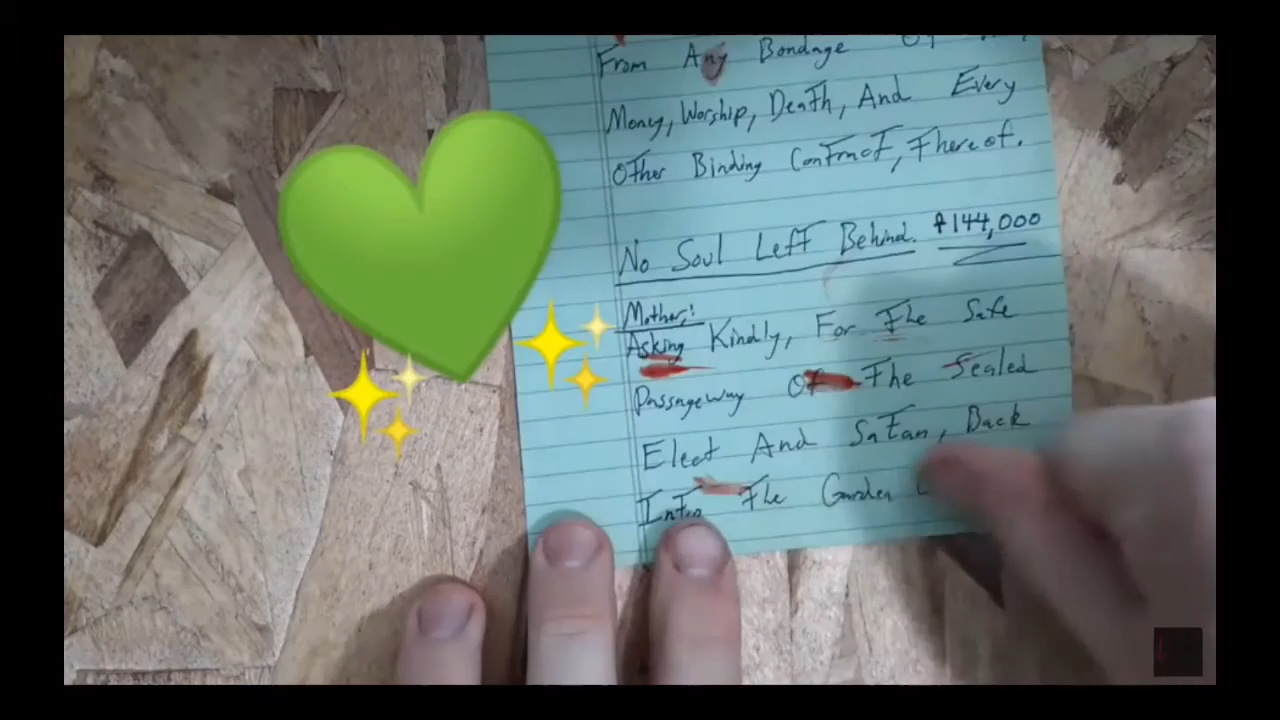 From Any Bondage Of
Money, Worship, Death, And Every
Other Binding Contract, Thereof.
No Soul Left Behind. 144,000
Mother,:
Asking Kindly, For The Safe
Passageway Of The Sealed
Elect And Satan, Back
Into The Garden